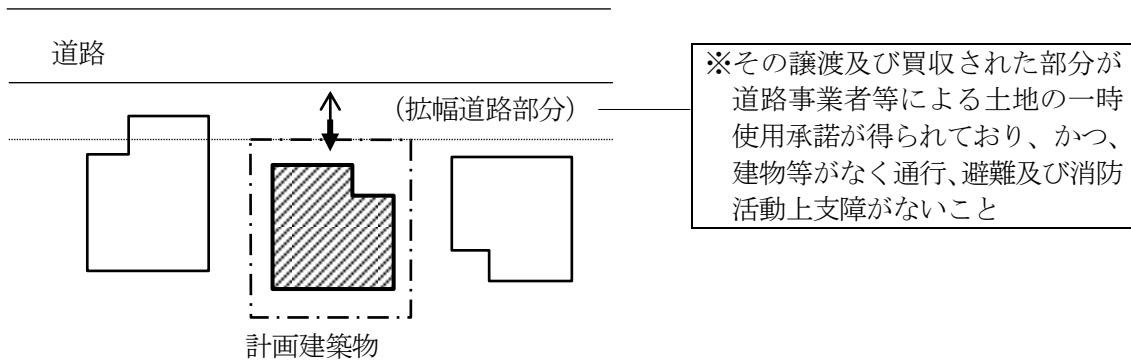 道路
(拡幅道路部分)
※その譲渡及び買収された部分が
道路事業者等による土地の一時
使用承諾が得られており、かつ、
建物等がなく通行、避難及び消防
活動上支障がないこと
計画建築物